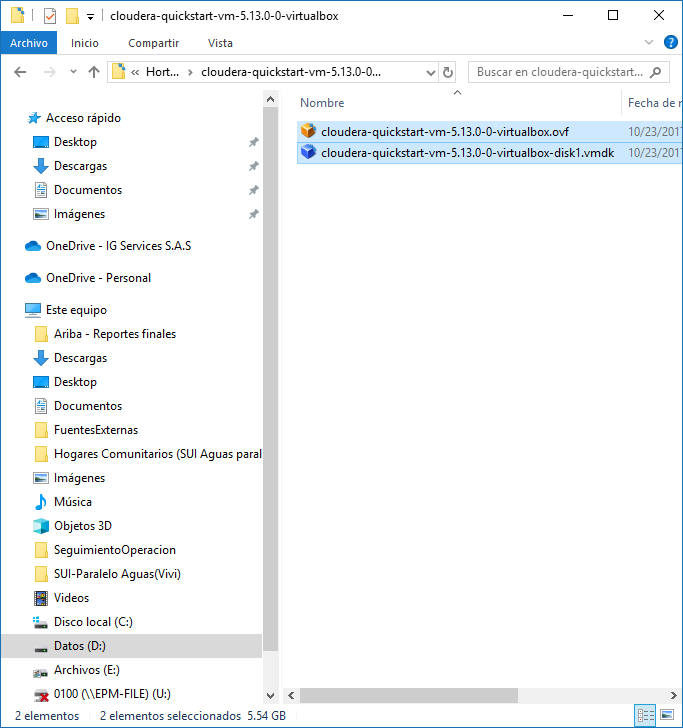 cloudera-quickstart-vm-5.13.0-0-virtualbox
Archivo Inicio Compartir Vista
« Hort... > cloudera-quickstart-vm-5.13.0-0... Buscar en cloudera-quickstart...
Nombre Fecha de
cloudera-quickstart-vm-5.13.0-0-virtualbox.ovf 10/23/2017
cloudera-quickstart-vm-5.13.0-0-virtualbox-disk1.vmdk 10/23/2017
Acceso rápido
Desktop
Descargas
Documentos
Imágenes
OneDrive - IG Services S.A.S
OneDrive - Personal
Este equipo
Ariba - Reportes finales
Descargas
Desktop
Documentos
FuentesExternas
Hogares Comunitarios (SUI Aguas paral
Imágenes
Música
Objetos 3D
SeguimientoOperacion
SUI-Paralelo Aguas(Vivi)
Videos
Disco local (C:)
Datos (D:)
Archivos (E:)
0100 (\\EPM-FILE) (U:)
2 elementos 2 elementos seleccionados 5.54 GB